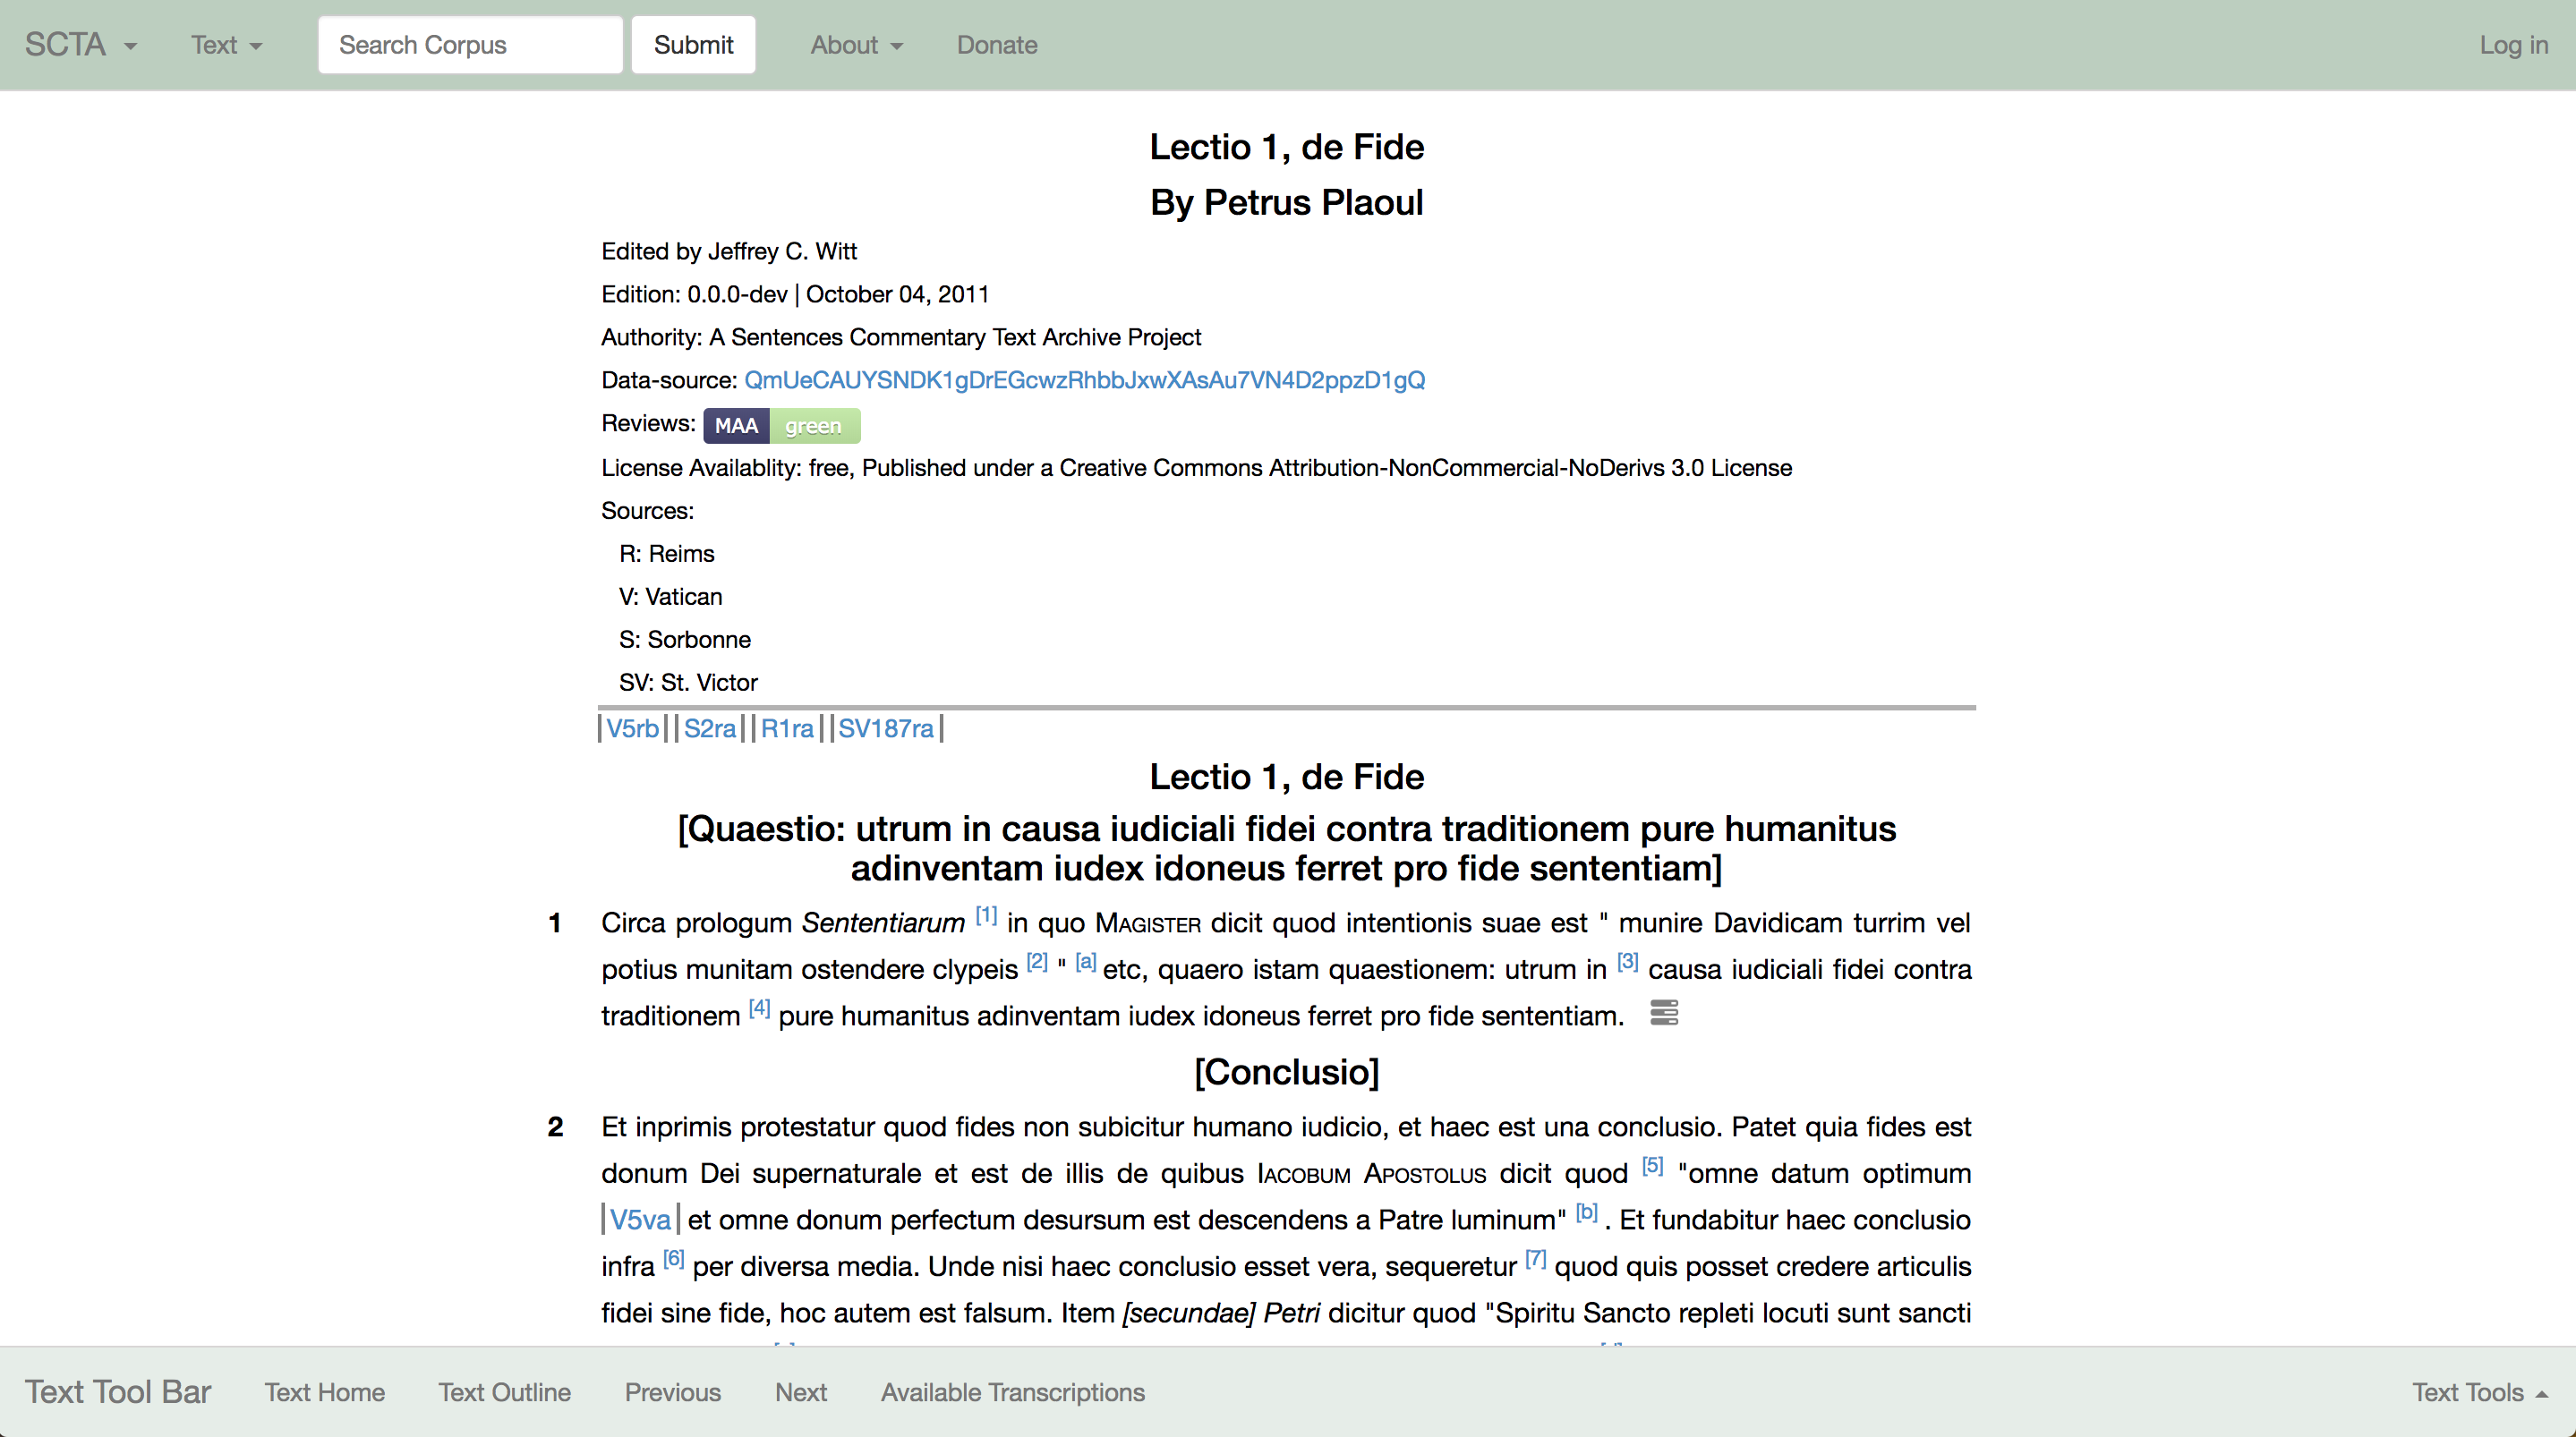 SCTA Text Search Corpus Submit About Donate Log in
Lectio 1, de Fide
By Petrus Plaoul
Edited by Jeffrey C. Witt
Edition: 0.0.0-dev | October 04, 2011
Authority: A Sentences Commentary Text Archive Project
Data-source: QmUeCAUYSNDK1gDrEGcwzRhbbJxwXAsAu7VN4D2ppzD1gQ
Reviews: MAA green
License Availablity: free, Published under a Creative Commons Attribution-NonCommercial-NoDerivs 3.0 License
Sources:
R: Reims
V: Vatican
S: Sorbonne
SV: St. Victor
|V5rb||S2ra||R1ra||SV187ra|
Lectio 1, de Fide
[Quaestio: utrum in causa iudiciali fidei contra traditionem pure humanitus
adinventam iudex idoneus ferret pro fide sententiam]
1 Circa prologum Sententiarum [1] in quo Magister dicit quod intentionis suae est " munire Davidicam turrim vel
potius munitam ostendere clypeis [2] " [a] etc, quaero istam quaestionem: utrum in [3] causa iudiciali fidei contra
traditionem [4] pure humanitus adinventam iudex idoneus ferret pro fide sententiam.
[Conclusio]
2 Et inprimis protestatur quod fides non subicitur humano iudicio, et haec est una conclusio. Patet quia fides est
donum Dei supernaturale et est de illis de quibus Iacobum Apostolus dicit quod [5] "omne datum optimum
|V5va| et omne donum perfectum desursum est descendens a Patre luminum" [b] . Et fundabitur haec conclusio
infra [6] per diversa media. Unde nisi haec conclusio esset vera, sequeretur [7] quod quis posset credere articulis
fidei sine fide, hoc autem est falsum. Item [secundae] Petri dicitur quod "Spiritu Sancto repleti locuti sunt sancti
Text Tool Bar Text Home Text Outline Previous Next Available Transcriptions Text Tools